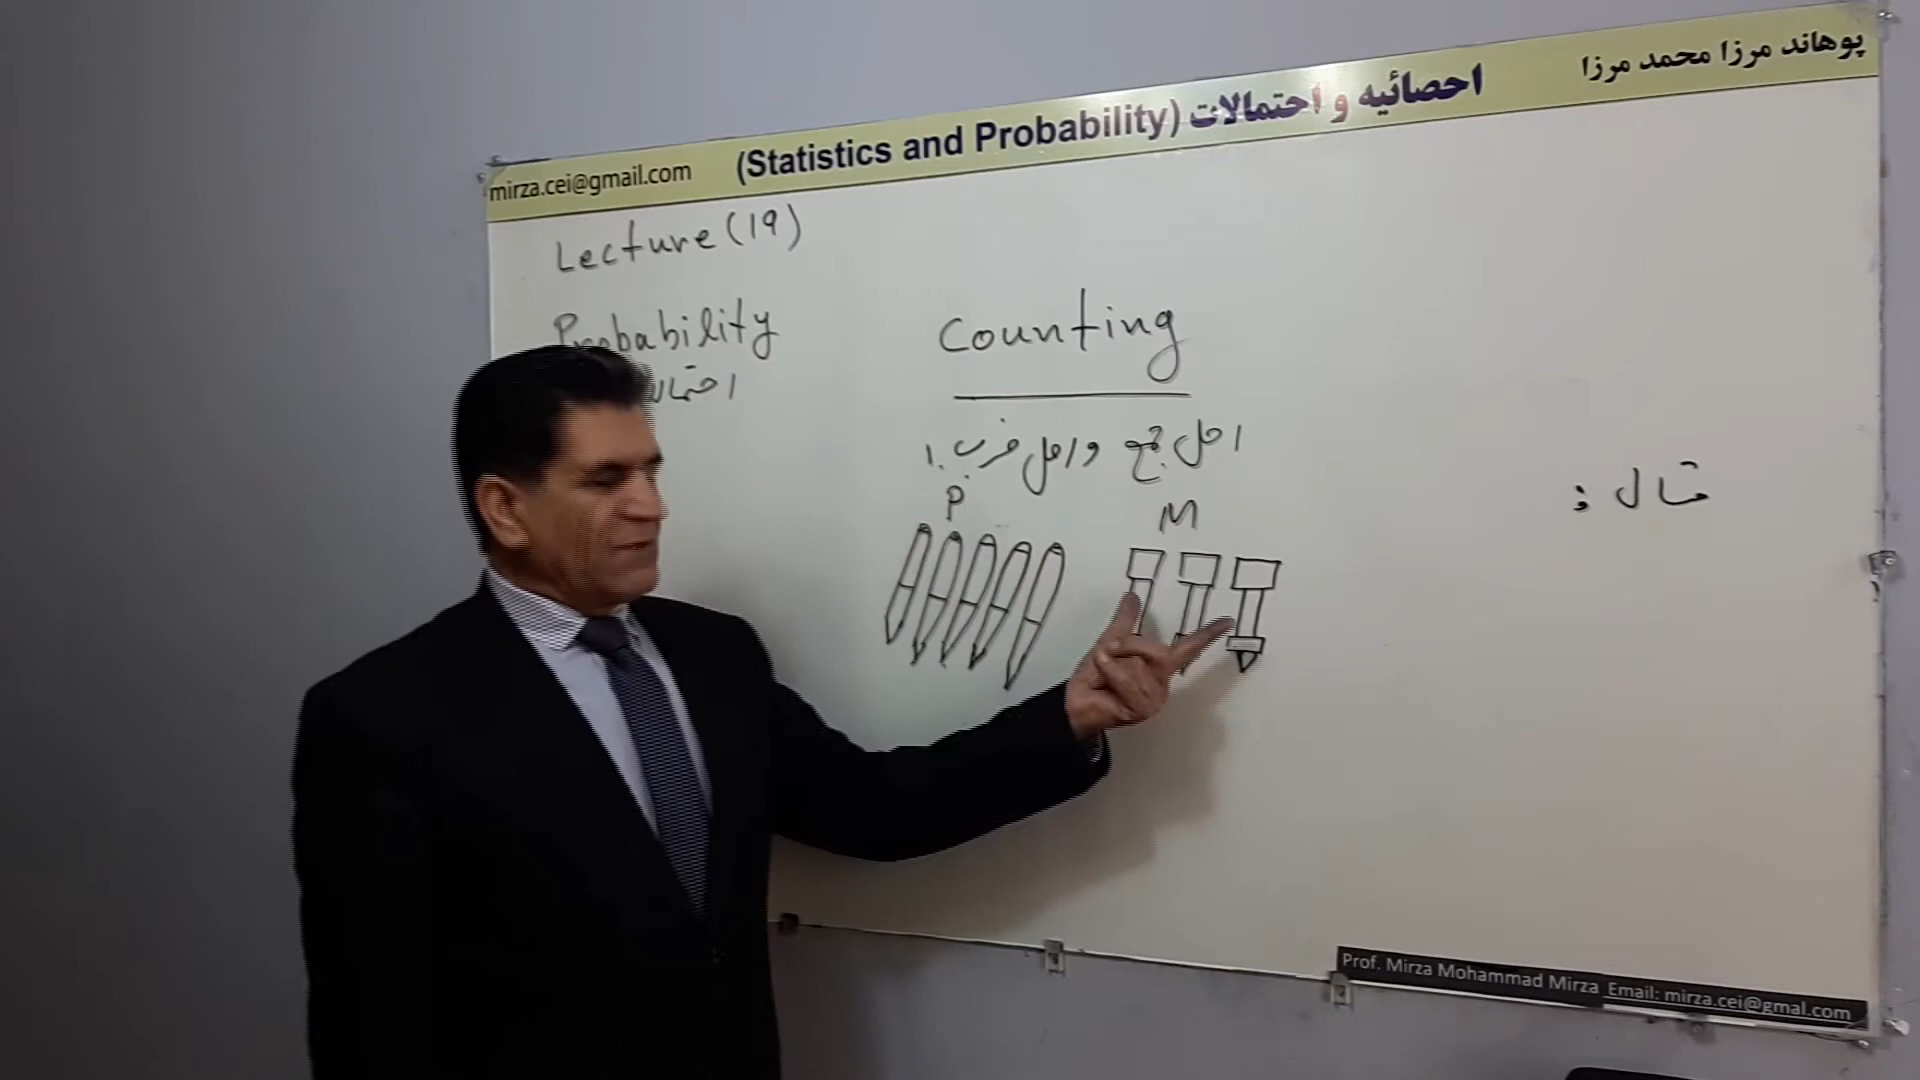 پوهاند مرزا محمد مرزا
احصائیه و احتمالات (Statistics and Probability)
mirza.cei@gmail.com
Lecture (19)
Probability
Counting
اصل جمع و اصل ضرب ۱.
P
M
مثال :
Prof. Mirza Mohammad Mirza Email: mirza.cei@gmal.com